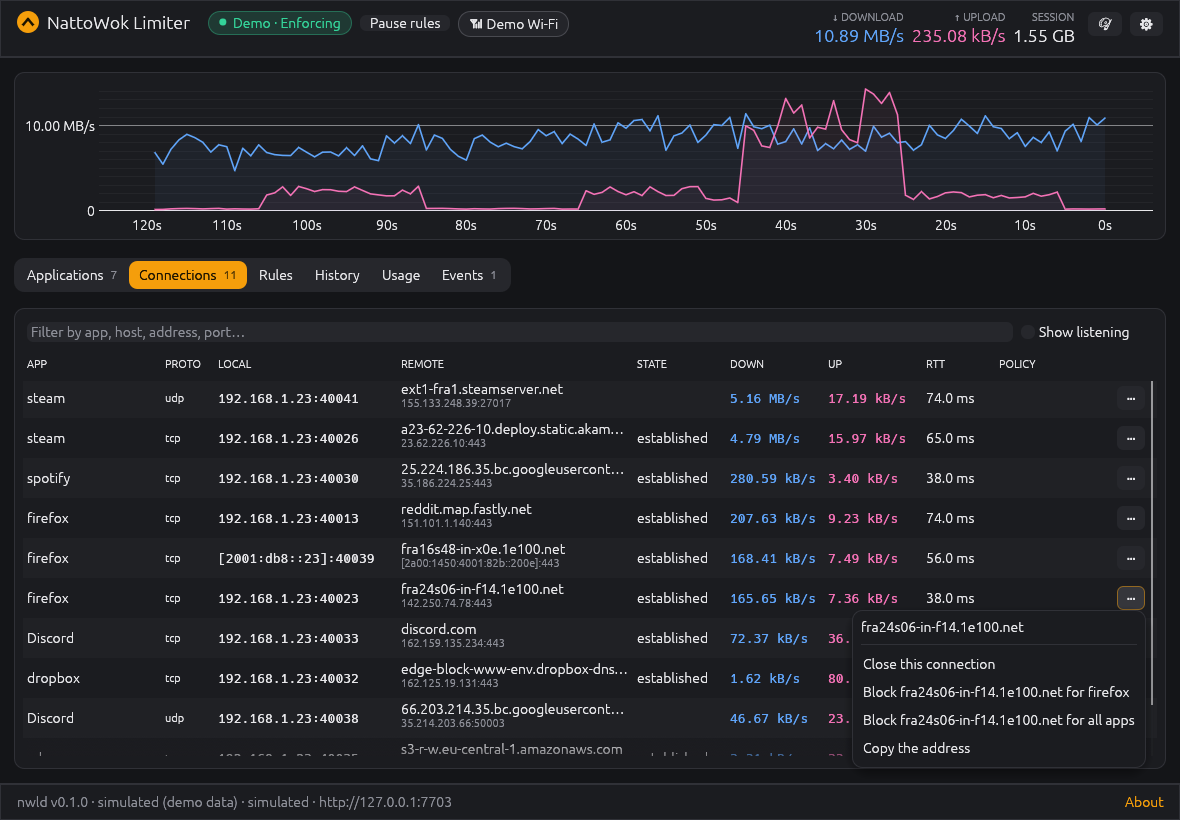 NattoWok Limiter
Demo · Enforcing
Pause rules
Demo Wi-Fi
↓ DOWNLOAD
10.89 MB/s
↑ UPLOAD
235.08 kB/s
SESSION
1.55 GB
10.00 MB/s
0
120s 110s 100s 90s 80s 70s 60s 50s 40s 30s 20s 10s 0s
Applications 7 Connections 11 Rules History Usage Events 1
Filter by app, host, address, port…
Show listening
APP PROTO LOCAL REMOTE STATE DOWN UP RTT POLICY
steam udp 192.168.1.23:40041 ext1-fra1.steamserver.net 5.16 MB/s 17.19 kB/s 74.0 ms ...
155.133.248.39:27017
steam tcp 192.168.1.23:40026 a23-62-226-10.deploy.static.akam… established 4.79 MB/s 15.97 kB/s 65.0 ms ...
23.62.226.10:443
spotify tcp 192.168.1.23:40030 25.224.186.35.bc.googleusercont… established 280.59 kB/s 3.40 kB/s 38.0 ms ...
35.186.224.25:443
firefox tcp 192.168.1.23:40013 reddit.map.fastly.net established 207.63 kB/s 9.23 kB/s 74.0 ms ...
151.101.1.140:443
firefox tcp [2001:db8::23]:40039 fra16s48-in-x0e.1e100.net established 168.41 kB/s 7.49 kB/s 56.0 ms ...
[2a00:1450:4001:82b::200e]:443
firefox tcp 192.168.1.23:40023 fra24s06-in-f14.1e100.net established 165.65 kB/s 7.36 kB/s 38.0 ms ...
142.250.74.78:443
Discord tcp 192.168.1.23:40033 discord.com established 72.37 kB/s 36.
162.159.135.234:443
dropbox tcp 192.168.1.23:40032 edge-block-www-env.dropbox-dns… established 1.62 kB/s 80.
162.125.19.131:443
Discord udp 192.168.1.23:40038 66.203.214.35.bc.googleusercont… 46.67 kB/s 23.
35.214.203.66:50003
s3-r-w.eu-central-1.amazonaws.com
fra24s06-in-f14.1e100.net
Close this connection
Block fra24s06-in-f14.1e100.net for firefox
Block fra24s06-in-f14.1e100.net for all apps
Copy the address
nwld v0.1.0 · simulated (demo data) · simulated · http://127.0.0.1:7703
About